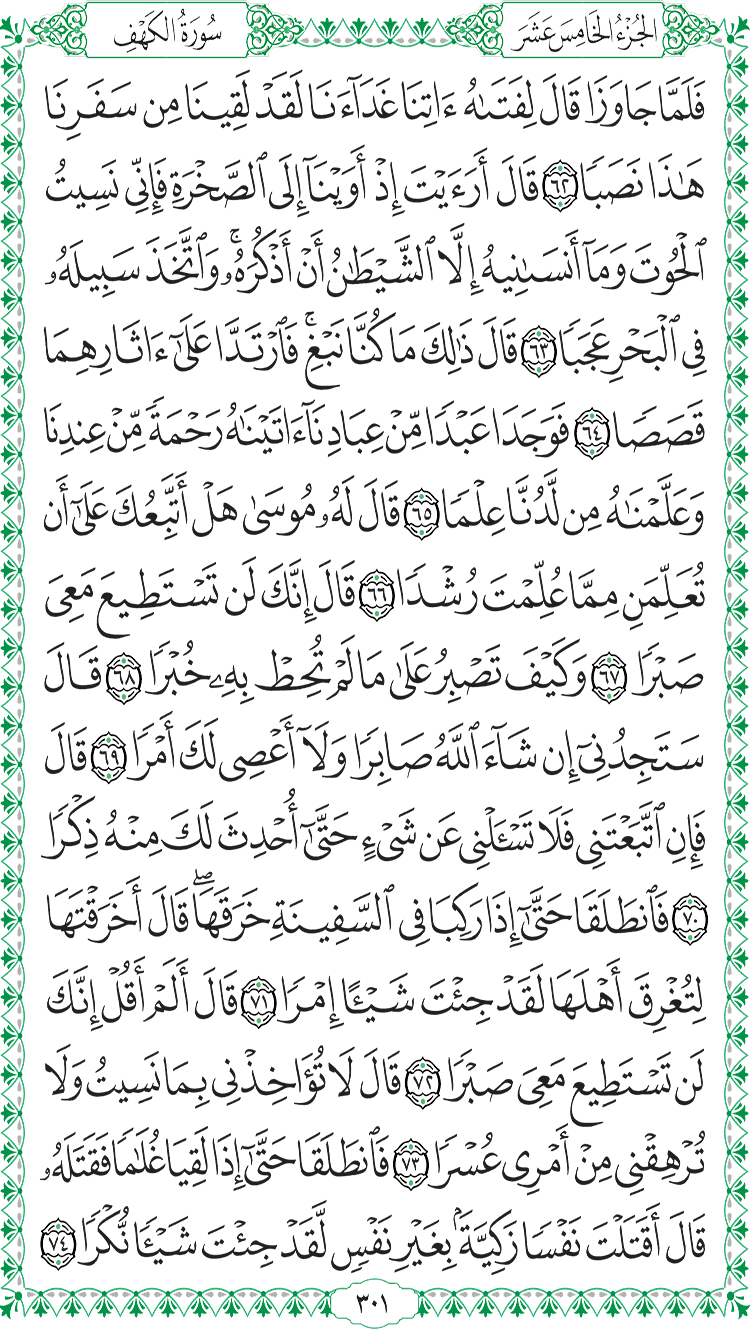 الجُزْءُ الخَامِسَ عَشَرَ
سُورَةُ الكَهْفِ
فَلَمَّا جَاوَزَا قَالَ لِفَتَىٰهُ ءَاتِنَا غَدَآءَنَا لَقَدْ لَقِينَا مِن سَفَرِنَا
هَٰذَا نَصَبٗا ٦٢ قَالَ أَرَءَيۡتَ إِذۡ أَوَيۡنَآ إِلَى ٱلصَّخۡرَةِ فَإِنِّي نَسِيتُ
ٱلۡحُوتَ وَمَآ أَنسَىٰنِيهُ إِلَّا ٱلشَّيۡطَٰنُ أَنۡ أَذۡكُرَهُۥۚ وَٱتَّخَذَ سَبِيلَهُۥ
فِي ٱلۡبَحۡرِ عَجَبٗا ٦٣ قَالَ ذَٰلِكَ مَا كُنَّا نَبۡغِۚ فَٱرۡتَدَّا عَلَىٰٓ ءَاثَارِهِمَا
قَصَصٗا ٦٤ فَوَجَدَا عَبۡدٗا مِّنۡ عِبَادِنَآ ءَاتَيۡنَٰهُ رَحۡمَةٗ مِّنۡ عِندِنَا
وَعَلَّمۡنَٰهُ مِن لَّدُنَّا عِلۡمٗا ٦٥ قَالَ لَهُۥ مُوسَىٰ هَلۡ أَتَّبِعُكَ عَلَىٰٓ أَن
تُعَلِّمَنِ مِمَّا عُلِّمۡتَ رُشۡدٗا ٦٦ قَالَ إِنَّكَ لَن تَسۡتَطِيعَ مَعِيَ
صَبۡرٗا ٦٧ وَكَيۡفَ تَصۡبِرُ عَلَىٰ مَا لَمۡ تُحِطۡ بِهِۦ خُبۡرٗا ٦٨ قَالَ
سَتَجِدُنِيٓ إِن شَآءَ ٱللَّهُ صَابِرٗا وَلَآ أَعۡصِي لَكَ أَمۡرٗا ٦٩ قَالَ
فَإِنِ ٱتَّبَعۡتَنِي فَلَا تَسۡـَٔلۡنِي عَن شَيۡءٍ حَتَّىٰٓ أُحۡدِثَ لَكَ مِنۡهُ ذِكۡرٗا
٧٠ فَٱنطَلَقَا حَتَّىٰٓ إِذَا رَكِبَا فِي ٱلسَّفِينَةِ خَرَقَهَاۖ قَالَ أَخَرَقۡتَهَا
لِتُغۡرِقَ أَهۡلَهَا لَقَدۡ جِئۡتَ شَيۡـًٔا إِمۡرٗا ٧١ قَالَ أَلَمۡ أَقُلۡ إِنَّكَ
لَن تَسۡتَطِيعَ مَعِيَ صَبۡرٗا ٧٢ قَالَ لَا تُؤَاخِذۡنِي بِمَا نَسِيتُ وَلَا
تُرۡهِقۡنِي مِنۡ أَمۡرِي عُسۡرٗا ٧٣ فَٱنطَلَقَا حَتَّىٰٓ إِذَا لَقِيَا غُلَٰمٗا فَقَتَلَهُۥ
قَالَ أَقَتَلۡتَ نَفۡسٗا زَكِيَّةَۢ بِغَيۡرِ نَفۡسٖ لَّقَدۡ جِئۡتَ شَيۡـٔٗا نُّكۡرٗا ٧٤
٣٠١